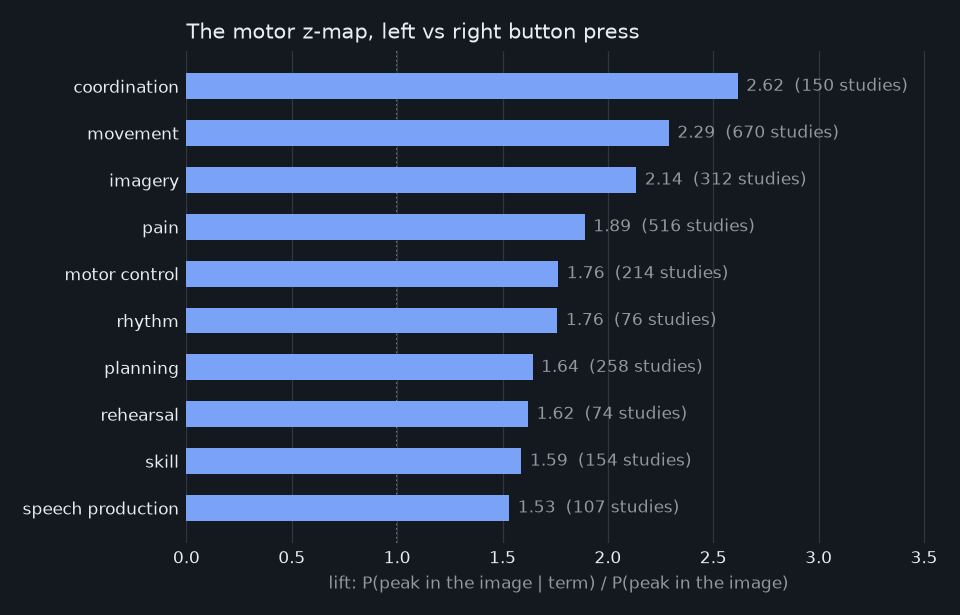 The motor z-map, left vs right button press
coordination 2.62 (150 studies)
movement 2.29 (670 studies)
imagery 2.14 (312 studies)
pain 1.89 (516 studies)
motor control 1.76 (214 studies)
rhythm 1.76 (76 studies)
planning 1.64 (258 studies)
rehearsal 1.62 (74 studies)
skill 1.59 (154 studies)
speech production 1.53 (107 studies)
0.0 0.5 1.0 1.5 2.0 2.5 3.0 3.5
lift: P(peak in the image | term) / P(peak in the image)